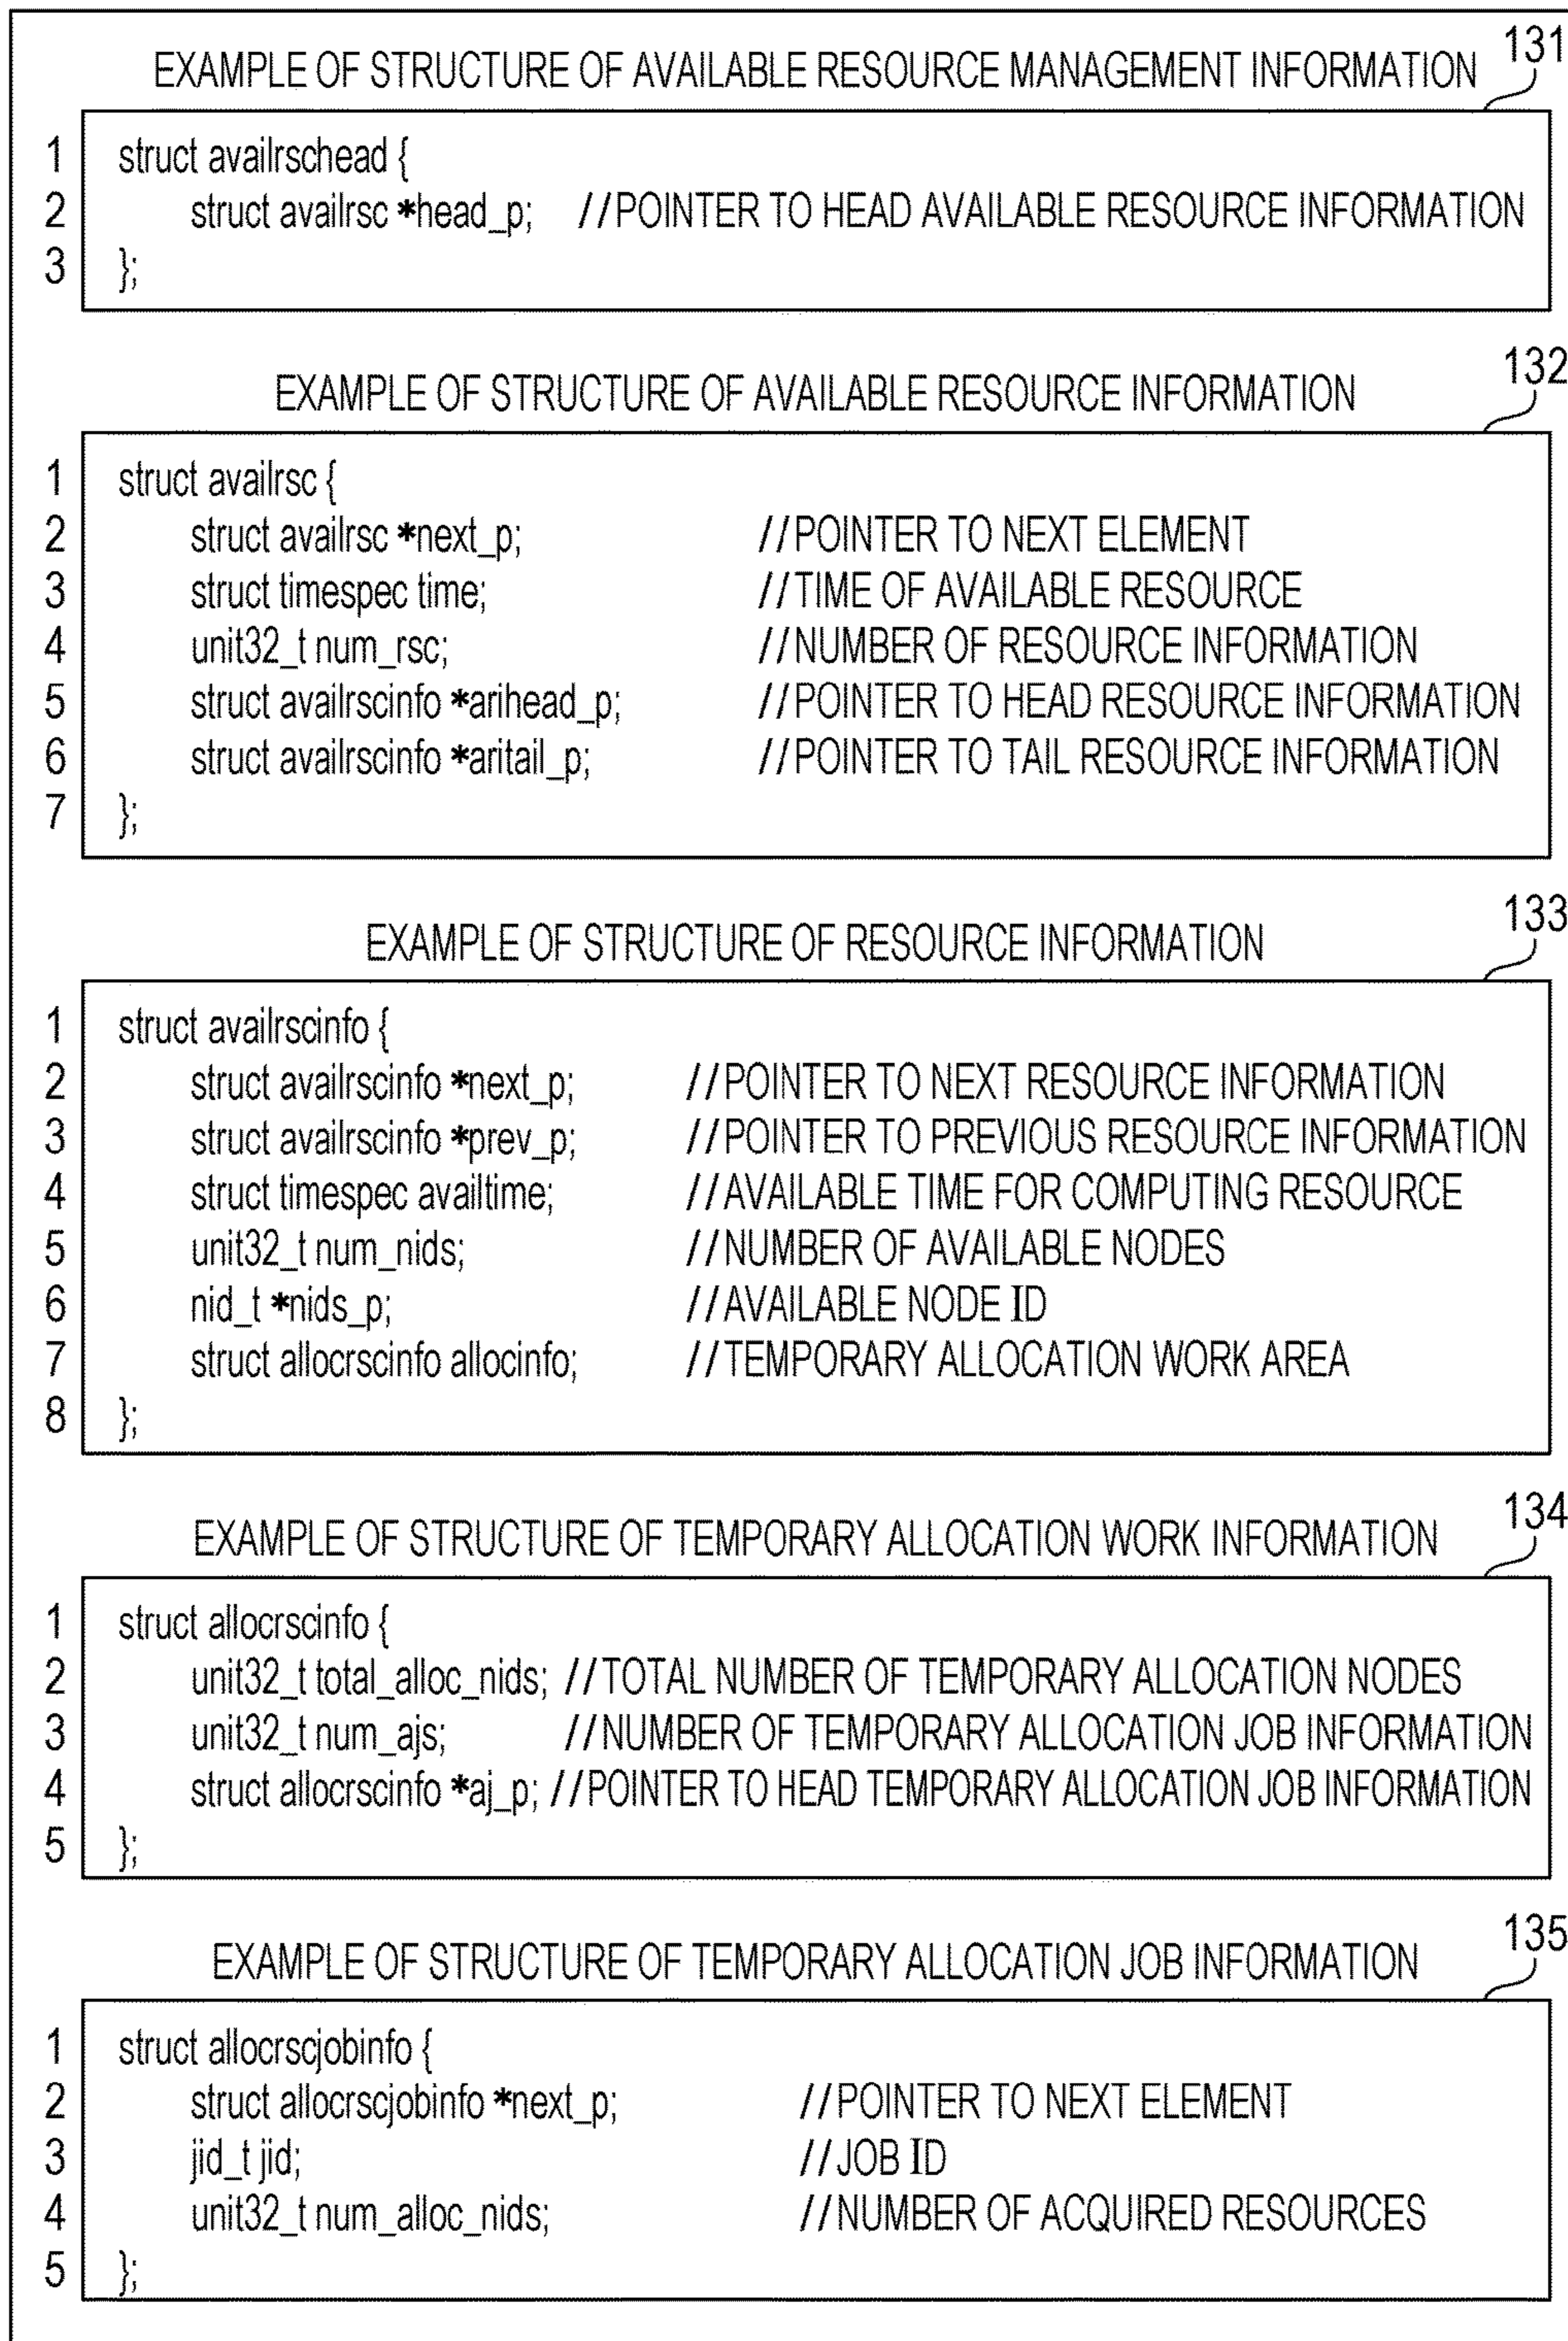 EXAMPLE OF STRUCTURE OF AVAILABLE RESOURCE MANAGEMENT INFORMATION 131
1 struct availrschead {
2 struct availrsc *head_p; //POINTER TO HEAD AVAILABLE RESOURCE INFORMATION
3 };
EXAMPLE OF STRUCTURE OF AVAILABLE RESOURCE INFORMATION 132
1 struct availrsc {
2 struct availrsc *next_p; //POINTER TO NEXT ELEMENT
3 struct timespec time; //TIME OF AVAILABLE RESOURCE
4 unit32_t num_rsc; //NUMBER OF RESOURCE INFORMATION
5 struct availrscinfo *arihead_p; //POINTER TO HEAD RESOURCE INFORMATION
6 struct availrscinfo *aritail_p; //POINTER TO TAIL RESOURCE INFORMATION
7 };
EXAMPLE OF STRUCTURE OF RESOURCE INFORMATION 133
1 struct availrscinfo {
2 struct availrscinfo *next_p; //POINTER TO NEXT RESOURCE INFORMATION
3 struct availrscinfo *prev_p; //POINTER TO PREVIOUS RESOURCE INFORMATION
4 struct timespec availtime; //AVAILABLE TIME FOR COMPUTING RESOURCE
5 unit32_t num_nids; //NUMBER OF AVAILABLE NODES
6 nid_t *nids_p; //AVAILABLE NODE ID
7 struct allocrscinfo allocinfo; //TEMPORARY ALLOCATION WORK AREA
8 };
EXAMPLE OF STRUCTURE OF TEMPORARY ALLOCATION WORK INFORMATION 134
1 struct allocrscinfo {
2 unit32_t total_alloc_nids; //TOTAL NUMBER OF TEMPORARY ALLOCATION NODES
3 unit32_t num_ajs; //NUMBER OF TEMPORARY ALLOCATION JOB INFORMATION
4 struct allocrscinfo *aj_p; //POINTER TO HEAD TEMPORARY ALLOCATION JOB INFORMATION
5 };
EXAMPLE OF STRUCTURE OF TEMPORARY ALLOCATION JOB INFORMATION 135
1 struct allocrscjobinfo {
2 struct allocrscjobinfo *next_p; //POINTER TO NEXT ELEMENT
3 jid_t jid; //JOB ID
4 unit32_t num_alloc_nids; //NUMBER OF ACQUIRED RESOURCES
5 };